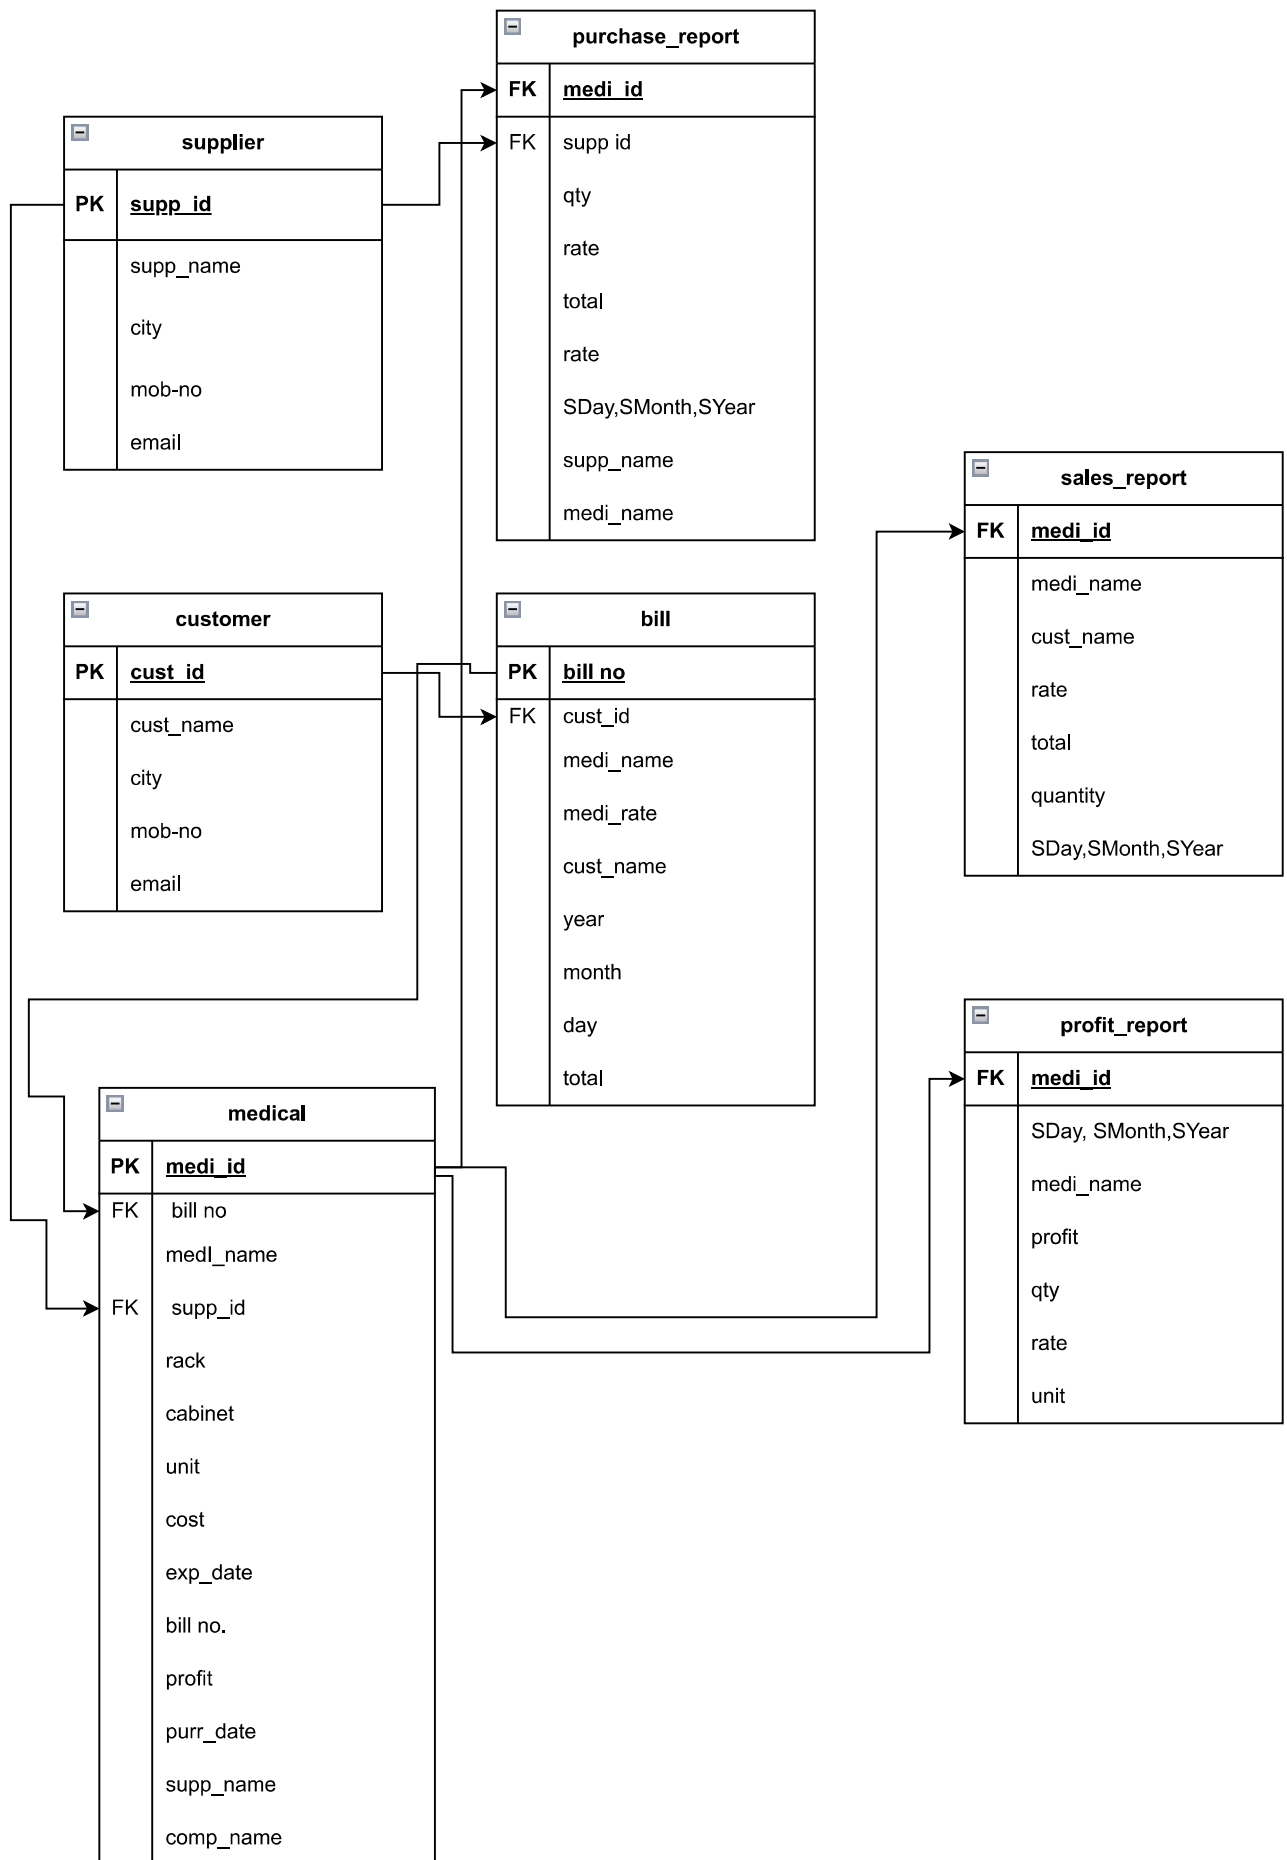 purchase_report
FK medi_id
FK supp id
qty
rate
total
rate
SDay,SMonth,SYear
supp_name
medi_name
supplier
PK supp_id
supp_name
city
mob-no
email
sales_report
FK medi_id
medi_name
cust_name
rate
total
quantity
SDay,SMonth,SYear
customer
PK cust_id
cust_name
city
mob-no
email
bill
PK bill no
FK cust_id
medi_name
medi_rate
cust_name
year
month
day
total
profit_report
FK medi_id
SDay, SMonth,SYear
medi_name
profit
qty
rate
unit
medical
PK medi_id
FK bill no
medI_name
FK supp_id
rack
cabinet
unit
cost
exp_date
bill no.
profit
purr_date
supp_name
comp_name